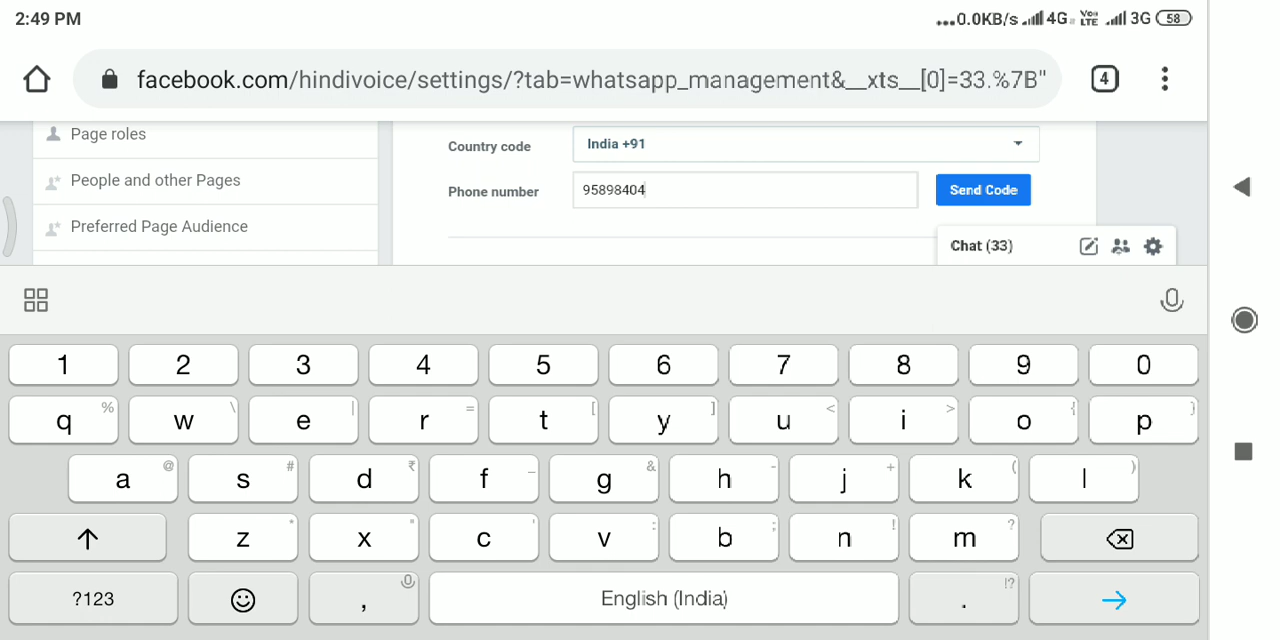 2:49 PM
...0.0KB/s 4G Vo) LTE 3G 58
facebook.com/hindivoice/settings/?tab=whatsapp_management&__xts__[0]=33.%7B" 4
Page roles
People and other Pages
Preferred Page Audience
Country code India +91
Phone number 95898404 Send Code
Chat (33)
1 2 3 4 5 6 7 8 9 0
q % w \ e | r = t [ y ] u < i > o { p }
a @ s # d ₹ f _ g & h - j + k ( l )
z * x " c ' v : b ; n ! m ?
?123 , English (India) . !?